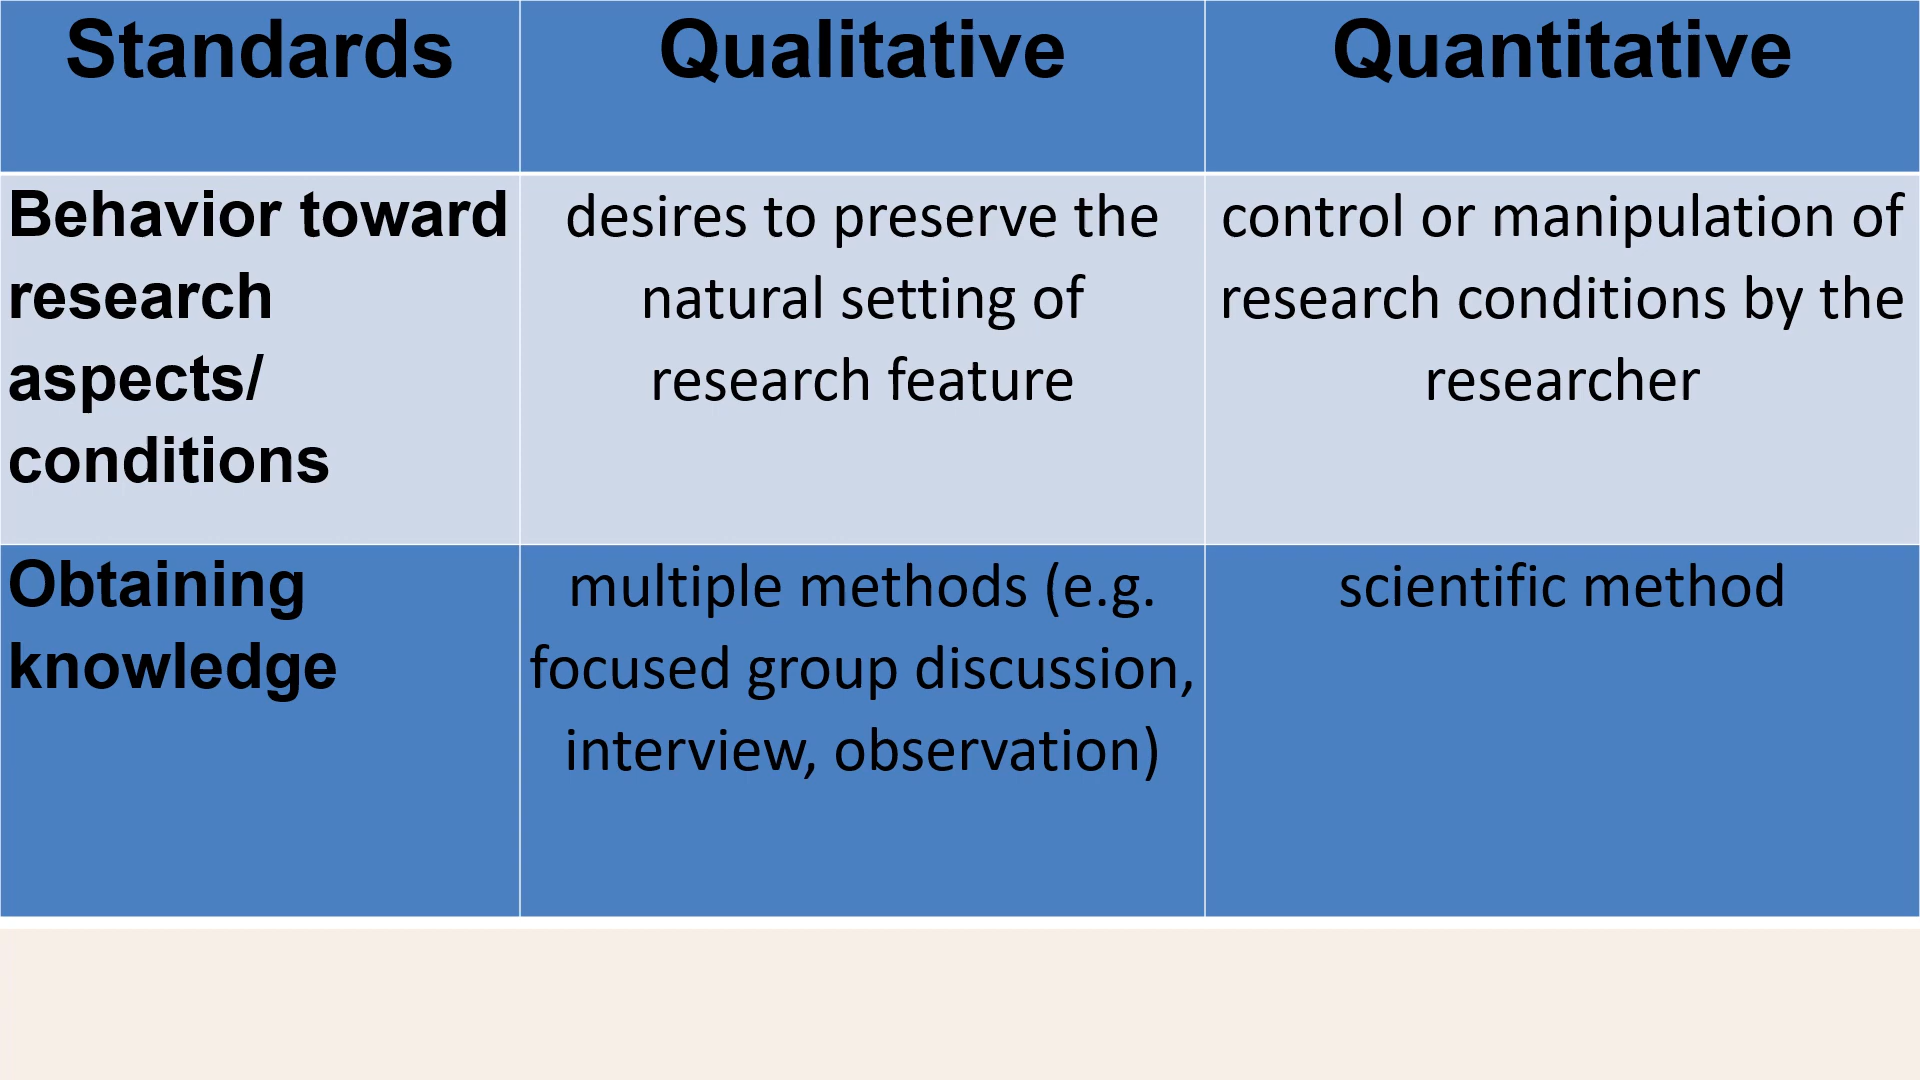 Standards
Qualitative
Quantitative
Behavior toward
research
aspects/
conditions
desires to preserve the
natural setting of
research feature
control or manipulation of
research conditions by the
researcher
Obtaining
knowledge
multiple methods (e.g.
focused group discussion,
interview, observation)
scientific method